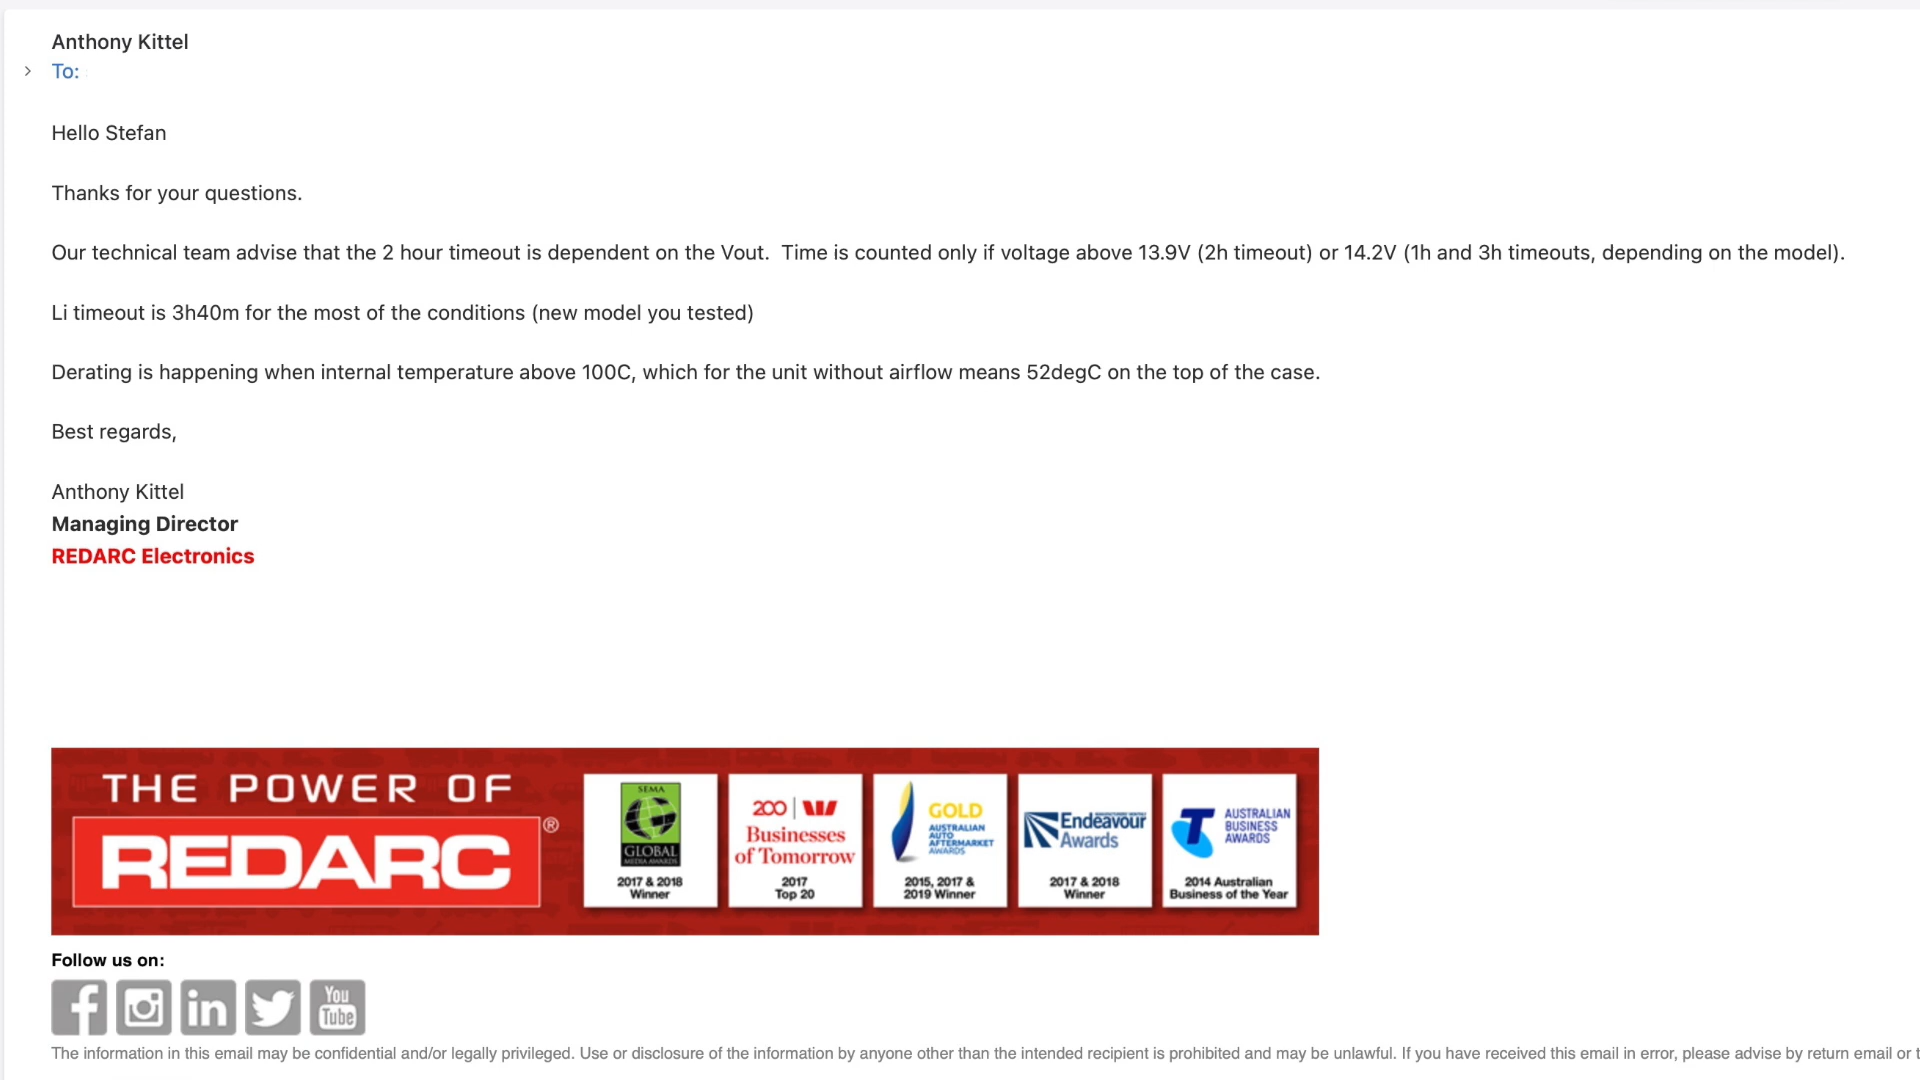 Anthony Kittel
To:
Hello Stefan
Thanks for your questions.
Our technical team advise that the 2 hour timeout is dependent on the Vout.  Time is counted only if voltage above 13.9V (2h timeout) or 14.2V (1h and 3h timeouts, depending on the model).
Li timeout is 3h40m for the most of the conditions (new model you tested)
Derating is happening when internal temperature above 100C, which for the unit without airflow means 52degC on the top of the case.
Best regards,
Anthony Kittel
Managing Director
REDARC Electronics
THE POWER OF
REDARC®
SEMA
GLOBAL
MEDIA AWARDS
2017 & 2018
Winner
200
Businesses
of Tomorrow
2017
Top 20
GOLD
AUSTRALIAN
AUTO
AFTERMARKET
AWARDS
2015, 2017 &
2019 Winner
Endeavour
Awards
2017 & 2018
Winner
AUSTRALIAN
BUSINESS
AWARDS
2014 Australian
Business of the Year
Follow us on:
You
Tube
The information in this email may be confidential and/or legally privileged. Use or disclosure of the information by anyone other than the intended recipient is prohibited and may be unlawful. If you have received this email in error, please advise by return email or t